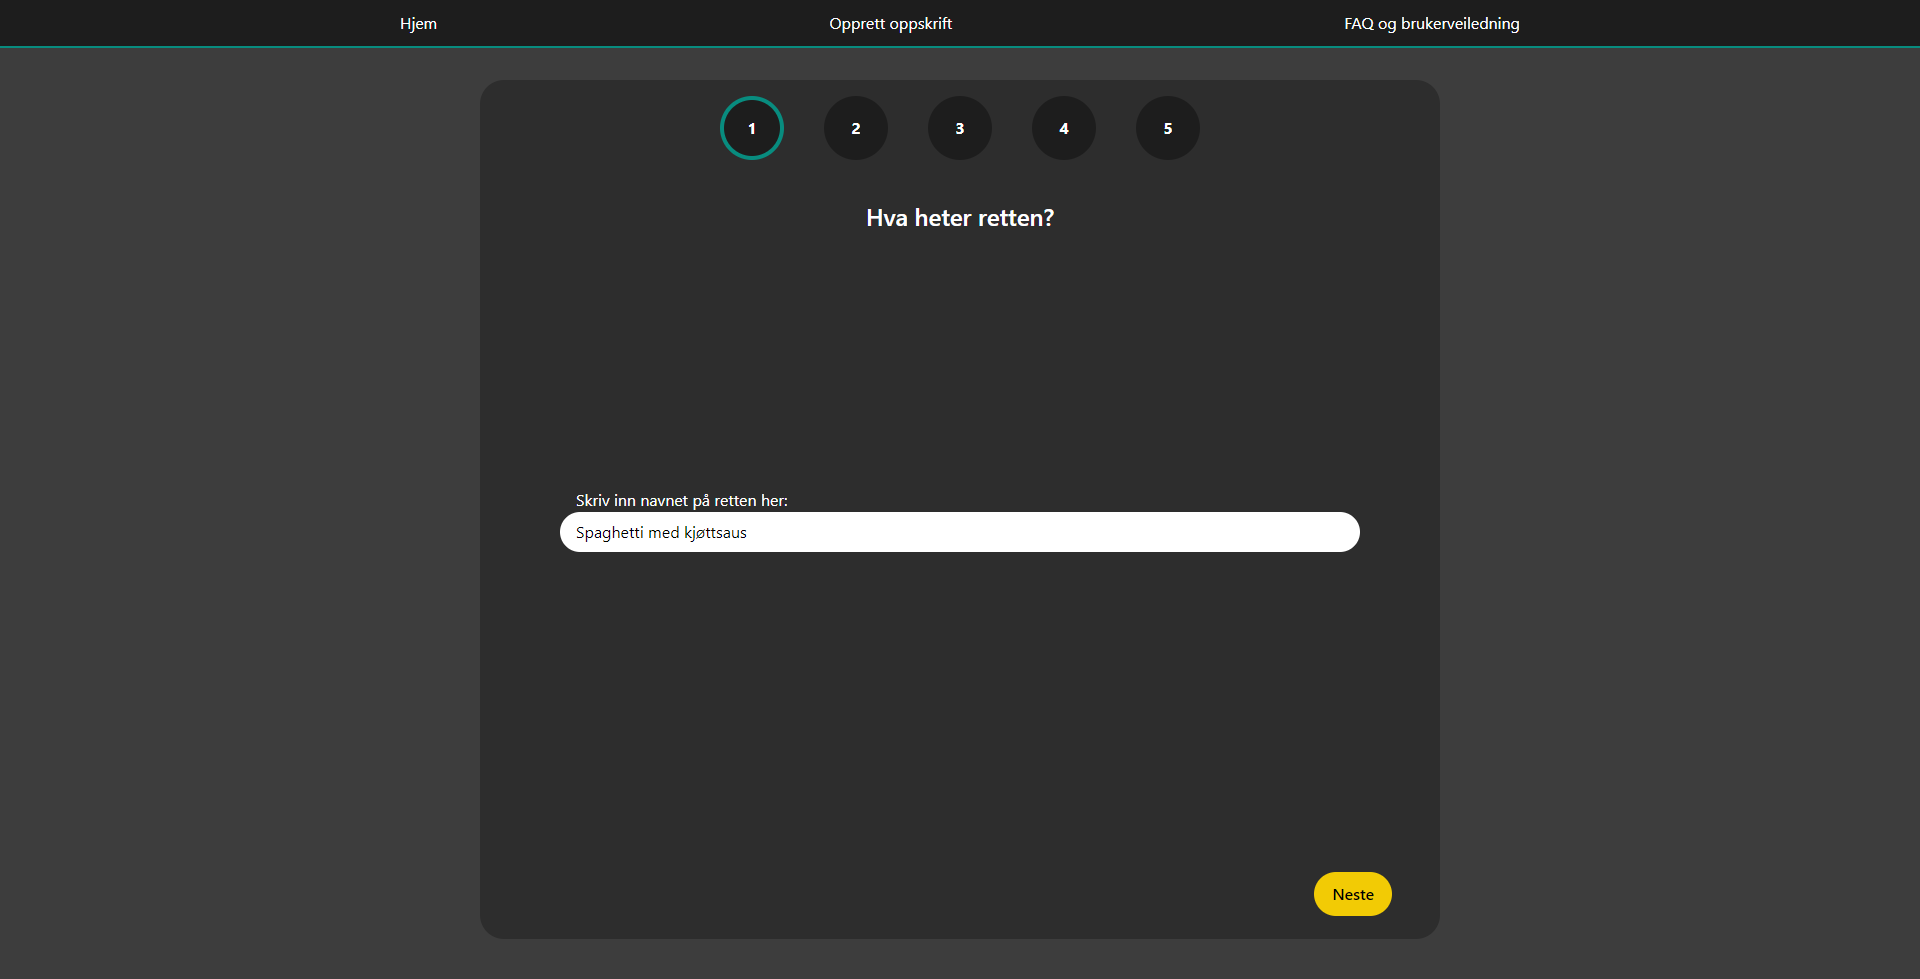 Hjem Opprett oppskrift FAQ og brukerveiledning
1 2 3 4 5
Hva heter retten?
Skriv inn navnet på retten her:
Spaghetti med kjøttsaus
Neste